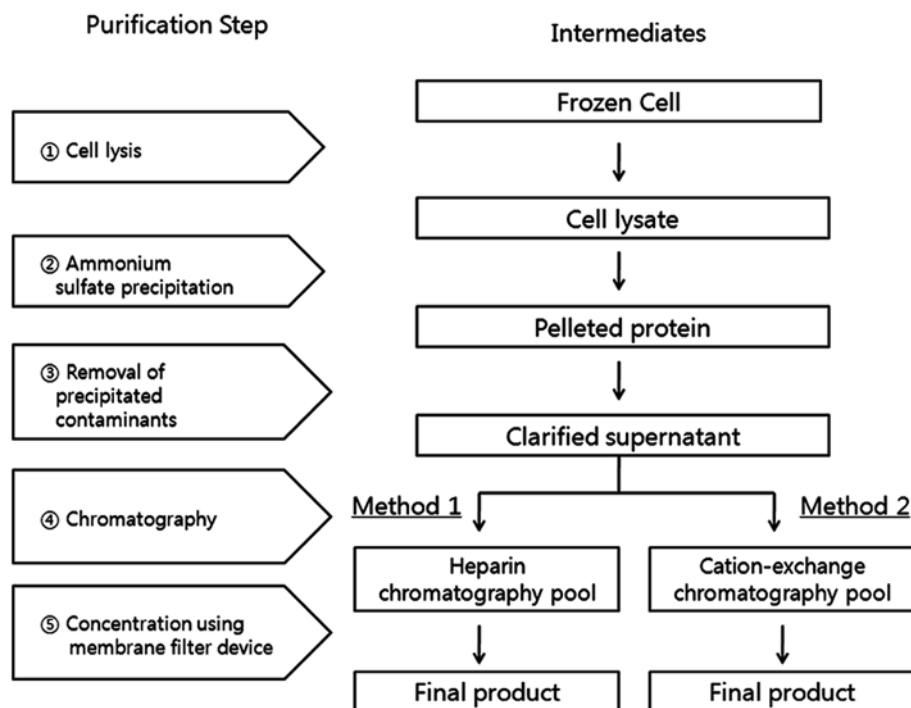 Purification Step
Intermediates
Frozen Cell
① Cell lysis
Cell lysate
② Ammonium
sulfate precipitation
Pelleted protein
③ Removal of
precipitated
contaminants
Clarified supernatant
④ Chromatography
Method 1
Method 2
Heparin
chromatography pool
Cation-exchange
chromatography pool
⑤ Concentration using
membrane filter device
Final product
Final product